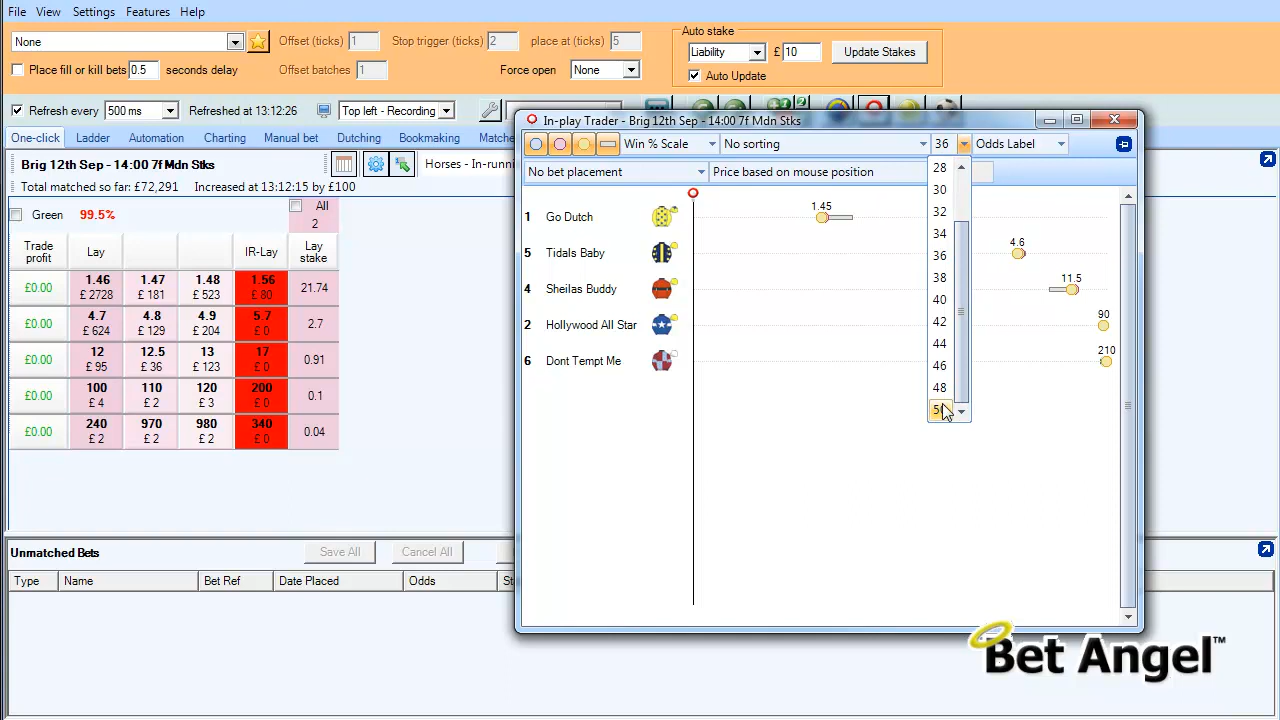 File View Settings Features Help
None
Offset (ticks) 1 Stop trigger (ticks) 2 place at (ticks) 5
Place fill or kill bets 0.5 seconds delay Offset batches 1 Force open None
Auto stake
Liability £ 10 Update Stakes
Auto Update
Refresh every 500 ms Refreshed at 13:12:26 Top left - Recording
One-click Ladder Automation Charting Manual bet Dutching Bookmaking
Brig 12th Sep - 14:00 7f Mdn Stks Horses - In-runni
Total matched so far: £72,291 Increased at 13:12:15 by £100
Green 99.5% All
2
Trade profit Lay IR-Lay Lay stake
£0.00 1.46 1.47 1.48 1.56 21.74
£ 2728 £ 181 £ 523 £ 80
£0.00 4.7 4.8 4.9 5.7 2.7
£ 624 £ 129 £ 204 £ 0
£0.00 12 12.5 13 17 0.91
£ 95 £ 36 £ 123 £ 0
£0.00 100 110 120 200 0.1
£ 4 £ 2 £ 3 £ 0
£0.00 240 970 980 340 0.04
£ 2 £ 2 £ 2 £ 0
In-play Trader - Brig 12th Sep - 14:00 7f Mdn Stks
Win % Scale No sorting 36 Odds Label
No bet placement Price based on mouse position
1 Go Dutch 1.45
5 Tidals Baby 4.6
4 Sheilas Buddy 11.5
2 Hollywood All Star 90
6 Dont Tempt Me 210
28
30
32
34
36
38
40
42
44
46
48
Unmatched Bets Save All Cancel All
Type Name Bet Ref Date Placed Odds
Bet Angel™